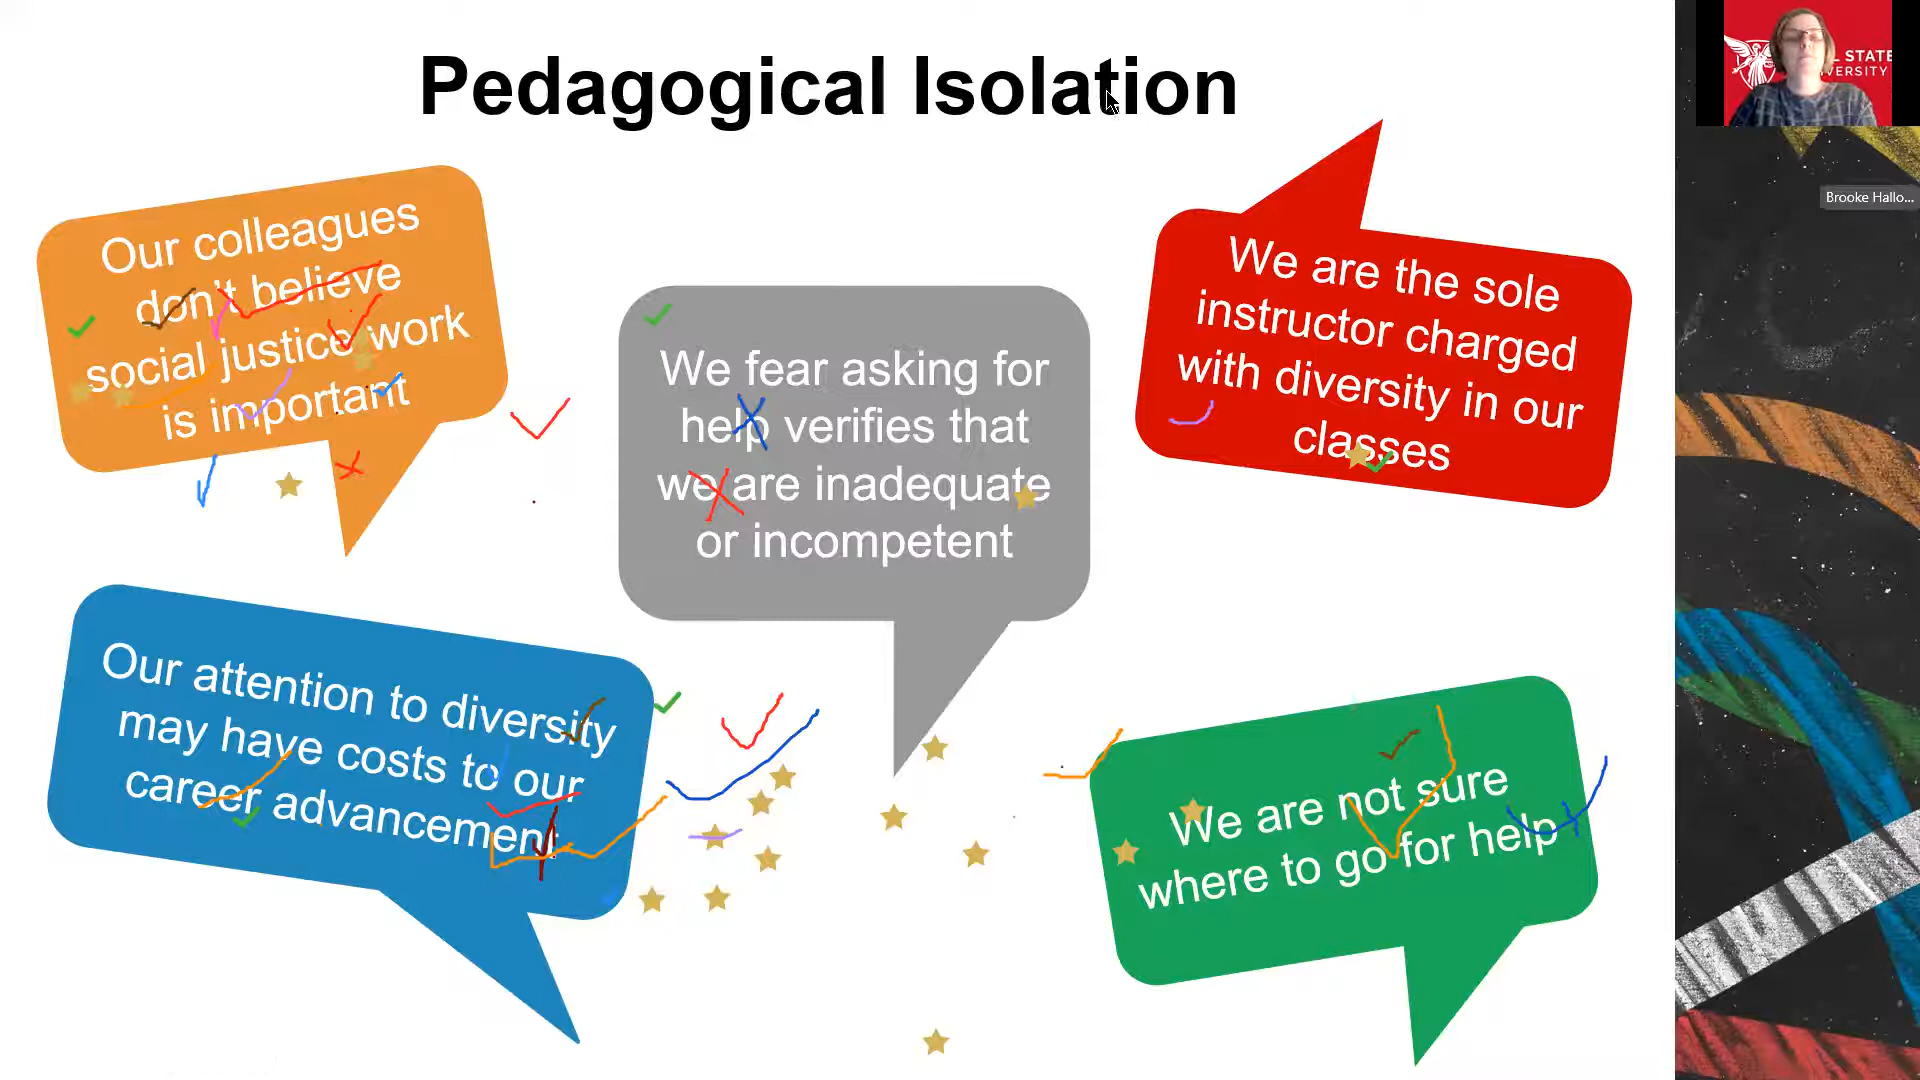 Pedagogical Isolation
Our colleagues
don't believe
social justice work
is important
We fear asking for
help verifies that
we are inadequate
or incompetent
We are the sole
instructor charged
with diversity in our
classes
Our attention to diversity
may have costs to our
career advancement
We are not sure
where to go for help
L STATE
VERSITY
Brooke Hallo...